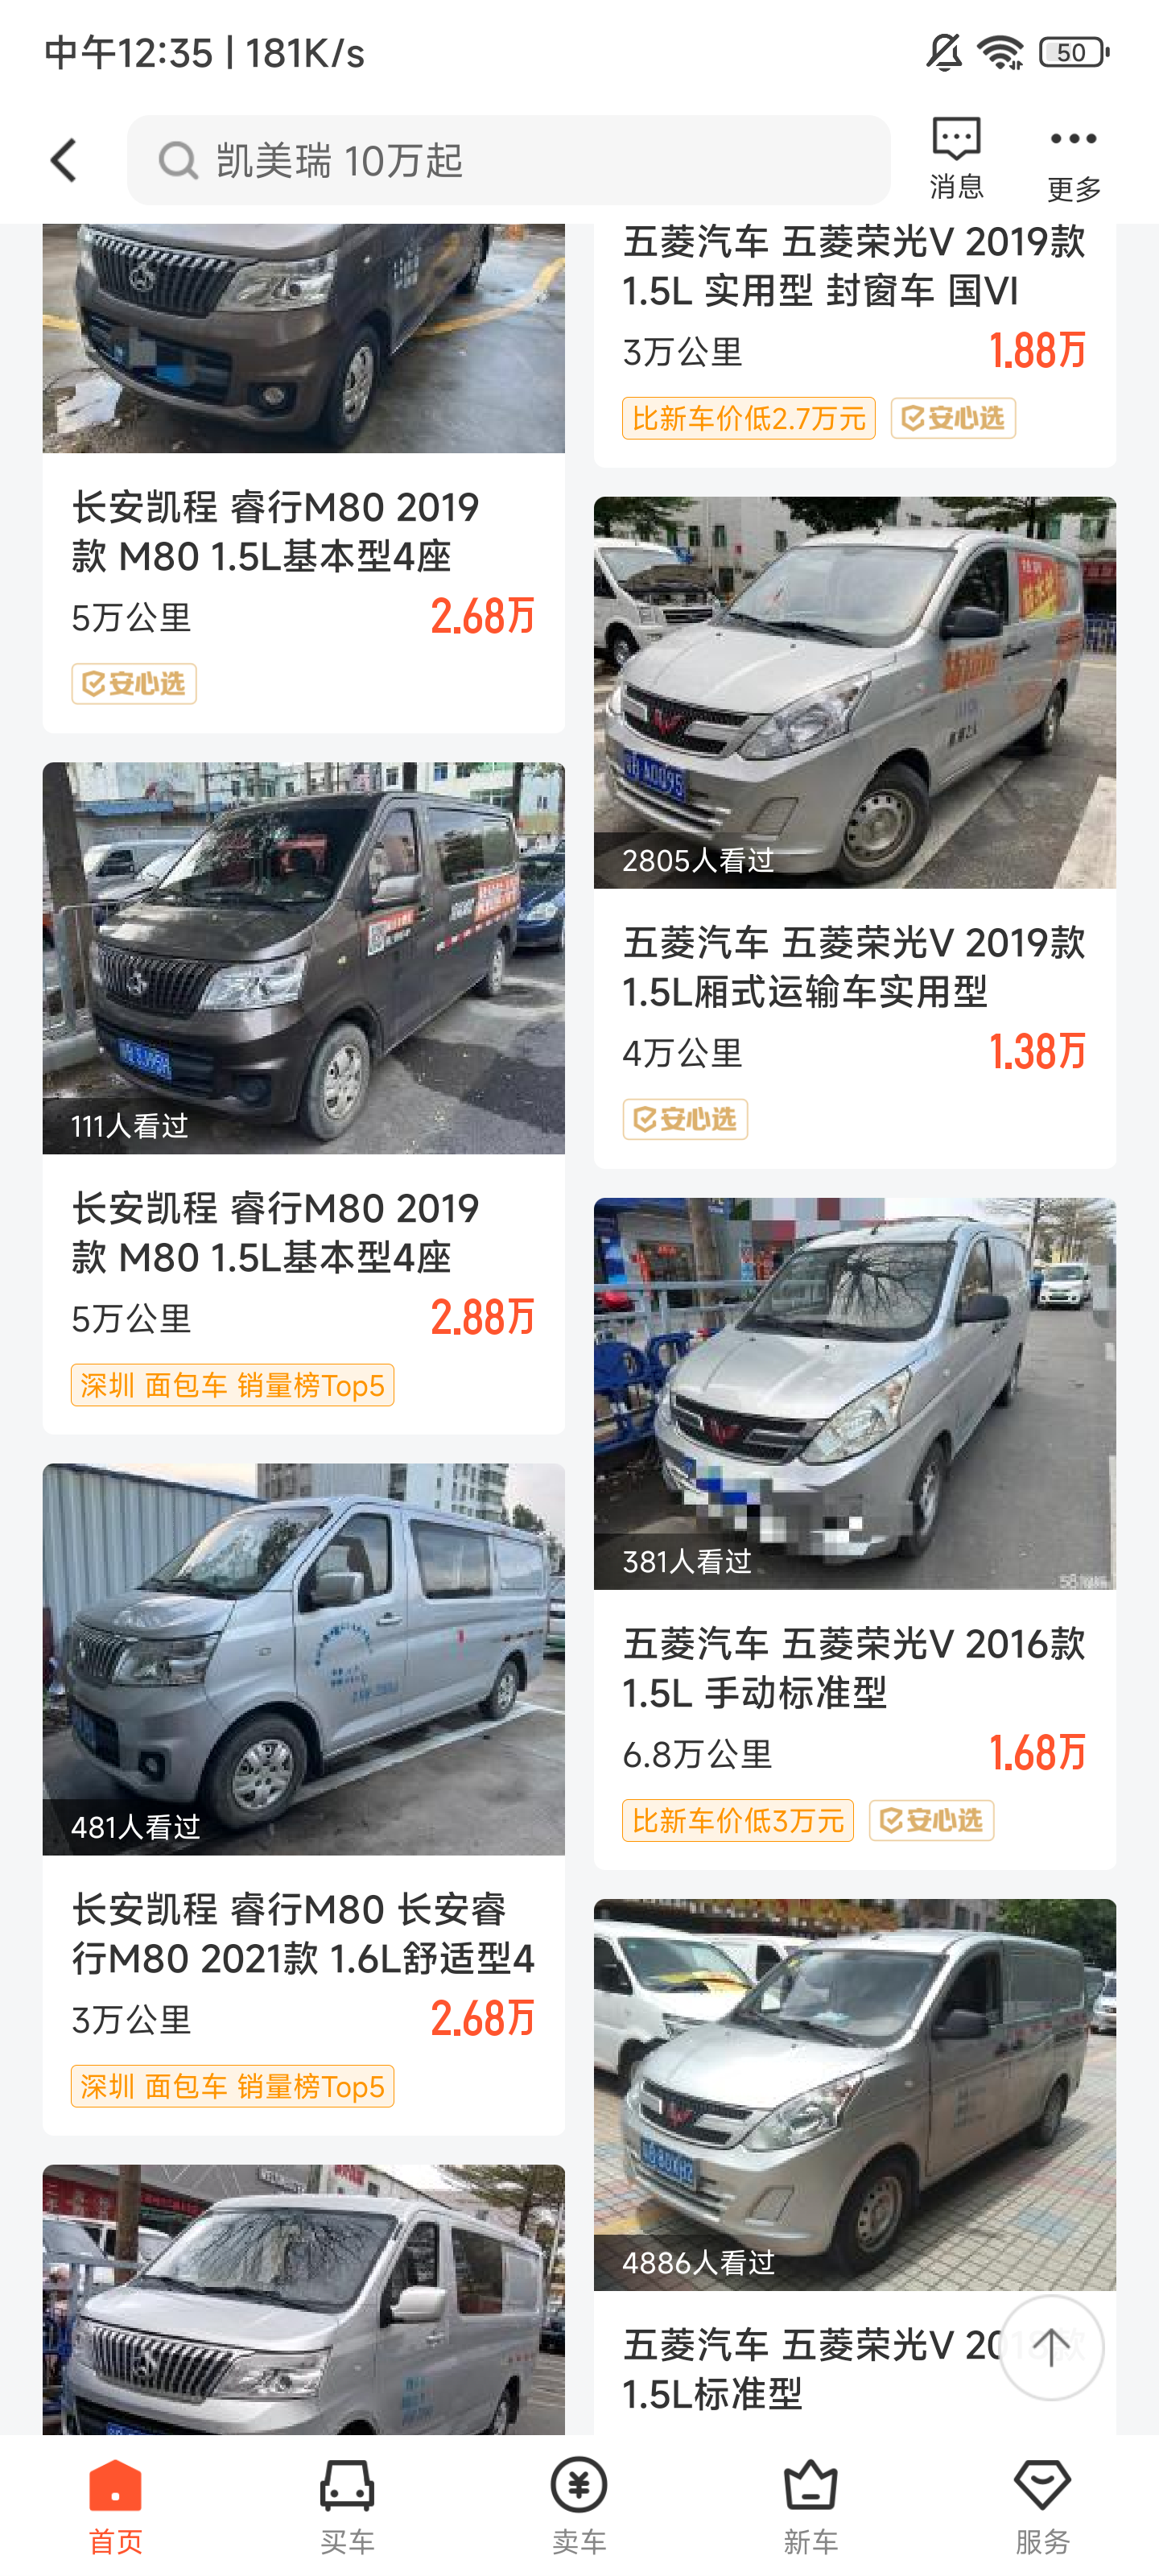 中午12:35 | 181K/s
50
凯美瑞 10万起
消息
更多
长安凯程 睿行M80 2019
款 M80 1.5L基本型4座
5万公里
2.68万
安心选
111人看过
长安凯程 睿行M80 2019
款 M80 1.5L基本型4座
5万公里
2.88万
深圳 面包车 销量榜Top5
481人看过
长安凯程 睿行M80 长安睿
行M80 2021款 1.6L舒适型4
3万公里
2.68万
深圳 面包车 销量榜Top5
五菱汽车 五菱荣光V 2019款
1.5L 实用型 封窗车 国VI
3万公里
1.88万
比新车价低2.7万元
安心选
2805人看过
五菱汽车 五菱荣光V 2019款
1.5L厢式运输车实用型
4万公里
1.38万
安心选
381人看过
五菱汽车 五菱荣光V 2016款
1.5L 手动标准型
6.8万公里
1.68万
比新车价低3万元
安心选
4886人看过
五菱汽车 五菱荣光V 2018款
1.5L标准型
首页
买车
卖车
新车
服务